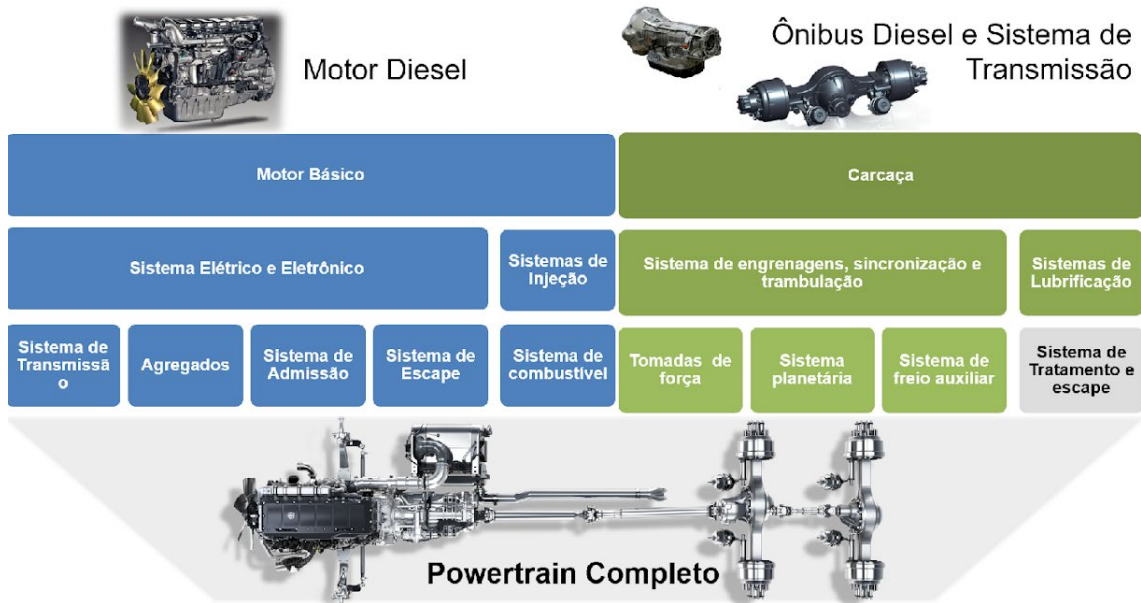 Motor Diesel
Ônibus Diesel e Sistema de
Transmissão
Motor Básico
Carcaça
Sistema Elétrico e Eletrônico
Sistemas de
Injeção
Sistema de engrenagens, sincronização e
trambulação
Sistemas de
Lubrificação
Sistema de
Transmissã
o
Agregados
Sistema de
Admissão
Sistema de
Escape
Sistema de
combustível
Tomadas de
força
Sistema
planetária
Sistema de
freio auxiliar
Sistema de
Tratamento e
escape
Powertrain Completo